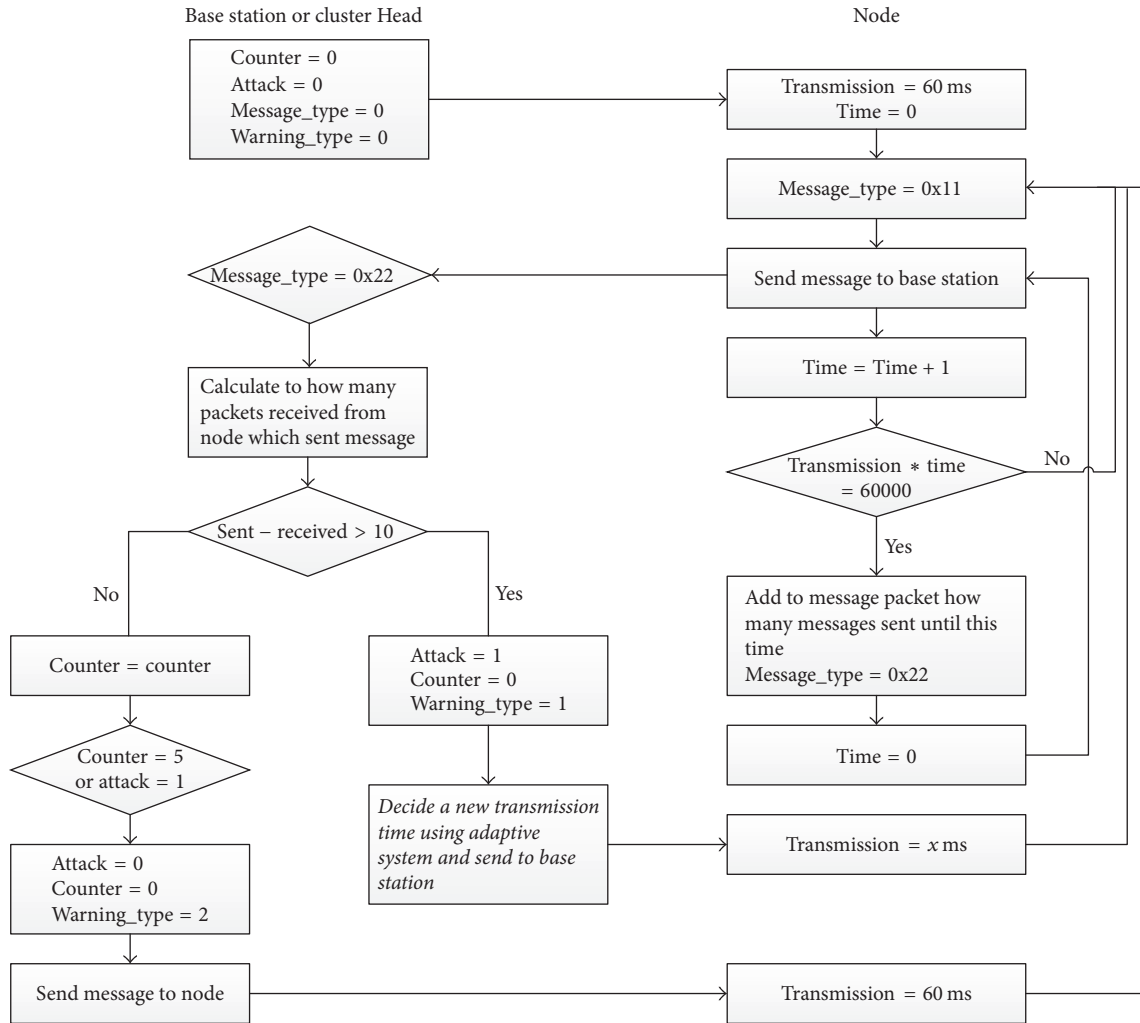 Base station or cluster Head
Node
Counter = 0
Attack = 0
Message_type = 0
Warning_type = 0
Transmission = 60 ms
Time = 0
Message_type = 0x11
Message_type = 0x22
Send message to base station
Time = Time + 1
Calculate to how many
packets received from
node which sent message
Transmission ∗ time
= 60000
No
Yes
Sent − received > 10
No
Yes
Add to message packet how
many messages sent until this
time
Message_type = 0x22
Counter = counter
Attack = 1
Counter = 0
Warning_type = 1
Time = 0
Counter = 5
or attack = 1
Decide a new transmission
time using adaptive
system and send to base
station
Transmission = x ms
Attack = 0
Counter = 0
Warning_type = 2
Send message to node
Transmission = 60 ms